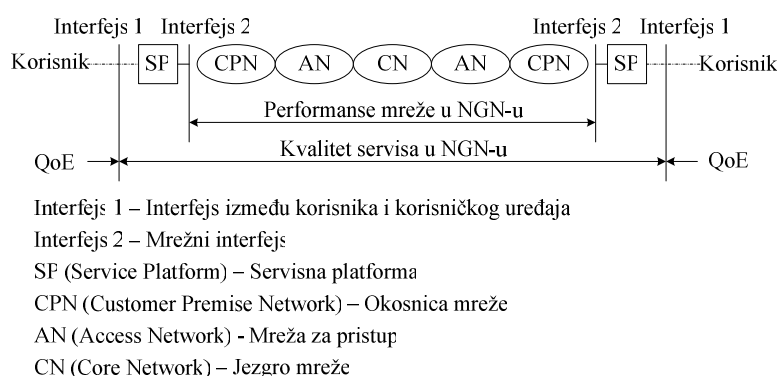 Interfejs 1 Interfejs 2 Interfejs 2 Interfejs 1
Korisnik SP CPN AN CN AN CPN SP Korisnik
Performanse mreže u NGN-u
Kvalitet servisa u NGN-u
QoE QoE
Interfejs 1 – Interfejs između korisnika i korisničkog uređaja
Interfejs 2 – Mrežni interfejs
SP (Service Platform) – Servisna platforma
CPN (Customer Premise Network) – Okosnica mreže
AN (Access Network) - Mreža za pristup
CN (Core Network) – Jezgro mreže